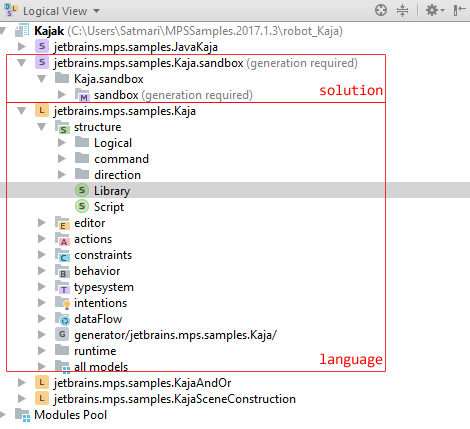 Logical View
Kajak (C:\Users\Satmari\MPSSamples.2017.1.3\robot_Kaja)
S jetbrains.mps.samples.JavaKaja
S jetbrains.mps.samples.Kaja.sandbox (generation required)
Kaja.sandbox
M sandbox (generation required)
solution
L jetbrains.mps.samples.Kaja
S structure
Logical
command
direction
S Library
S Script
E editor
A actions
C constraints
B behavior
T typesystem
intentions
dataFlow
G generator/jetbrains.mps.samples.Kaja/
runtime
all models
language
L jetbrains.mps.samples.KajaAndOr
L jetbrains.mps.samples.KajaSceneConstruction
Modules Pool